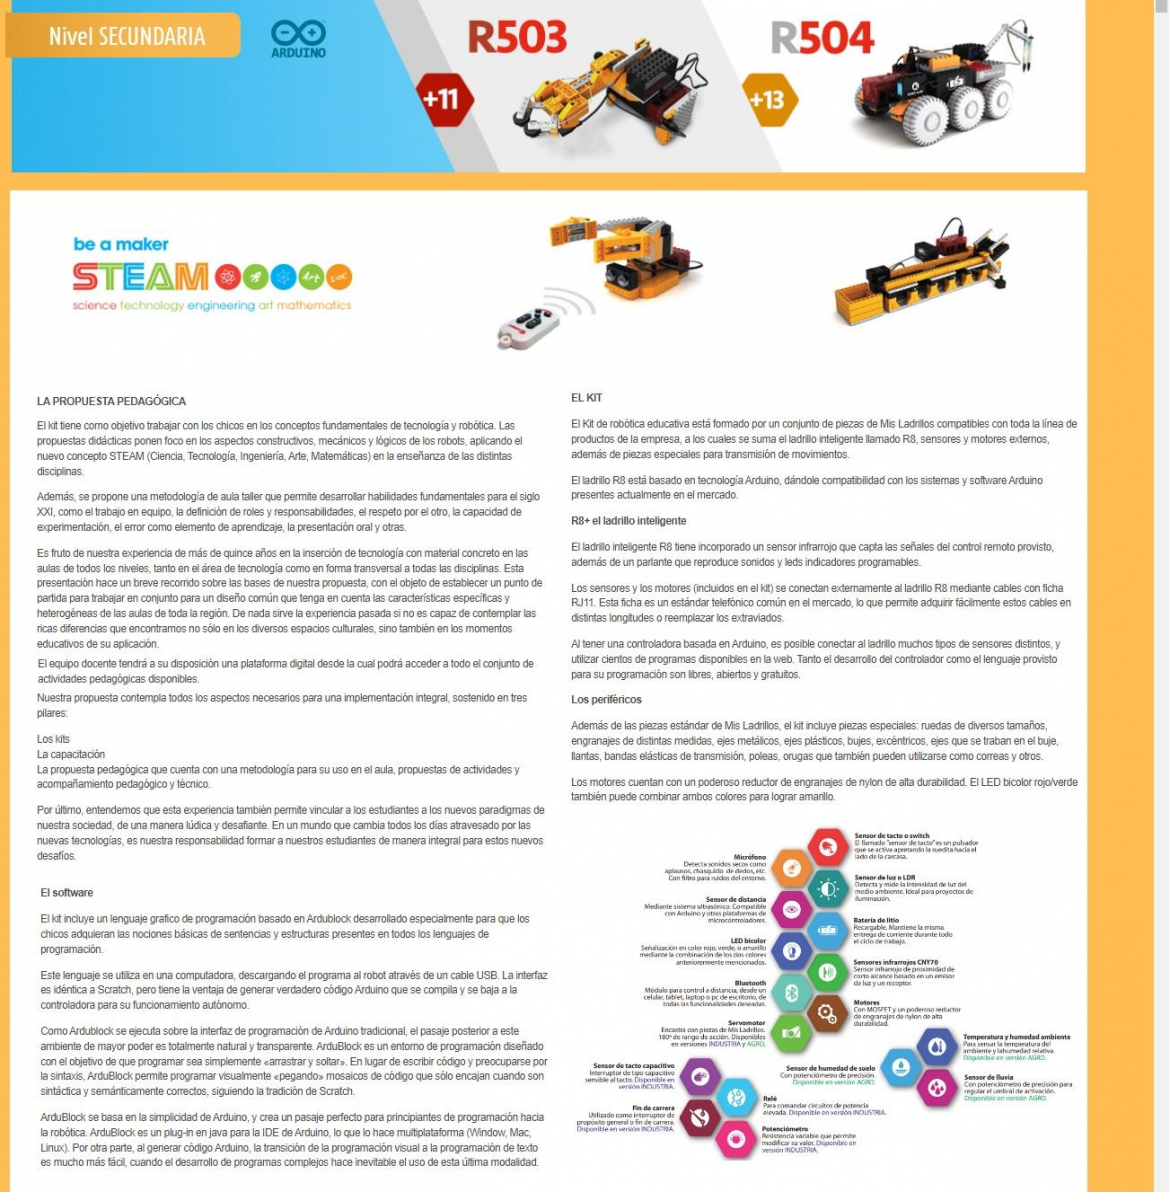 Nivel SECUNDARIA
ARDUINO
R503
+11
R504
+13
be a maker
STEAM
science technology engineering art mathematics
LA PROPUESTA PEDAGÓGICA
El kit tiene como objetivo trabajar con los chicos en los conceptos fundamentales de tecnología y robótica. Las
propuestas didácticas ponen foco en los aspectos constructivos, mecánicos y lógicos de los robots, aplicando el
nuevo concepto STEAM (Ciencia, Tecnología, Ingeniería, Arte, Matemáticas) en la enseñanza de las distintas
disciplinas.
Además, se propone una metodología de aula taller que permite desarrollar habilidades fundamentales para el siglo
XXI, como el trabajo en equipo, la definición de roles y responsabilidades, el respeto por el otro, la capacidad de
experimentación, el error como elemento de aprendizaje, la presentación oral y otras.
Es fruto de nuestra experiencia de más de quince años en la inserción de tecnología con material concreto en las
aulas de todos los niveles, tanto en el área de tecnología como en forma transversal a todas las disciplinas. Esta
presentación hace un breve recorrido sobre las bases de nuestra propuesta, con el objeto de establecer un punto de
partida para trabajar en conjunto para un diseño común que tenga en cuenta las características específicas y
heterogéneas de las aulas de toda la región. De nada sirve la experiencia pasada si no es capaz de contemplar las
ricas diferencias que encontramos no sólo en los diversos espacios culturales, sino también en los momentos
educativos de su aplicación.
El equipo docente tendrá a su disposición una plataforma digital desde la cual podrá acceder a todo el conjunto de
actividades pedagógicas disponibles.
Nuestra propuesta contempla todos los aspectos necesarios para una implementación integral, sostenido en tres
pilares:
Los kits
La capacitación
La propuesta pedagógica que cuenta con una metodología para su uso en el aula, propuestas de actividades y
acompañamiento pedagógico y técnico.
Por último, entendemos que esta experiencia también permite vincular a los estudiantes a los nuevos paradigmas de
nuestra sociedad, de una manera lúdica y desafiante. En un mundo que cambia todos los días atravesado por las
nuevas tecnologías, es nuestra responsabilidad formar a nuestros estudiantes de manera integral para estos nuevos
desafíos.
El software
El kit incluye un lenguaje grafico de programación basado en Ardublock desarrollado especialmente para que los
chicos adquieran las nociones básicas de sentencias y estructuras presentes en todos los lenguajes de
programación.
Este lenguaje se utiliza en una computadora, descargando el programa al robot através de un cable USB. La interfaz
es idéntica a Scratch, pero tiene la ventaja de generar verdadero código Arduino que se compila y se baja a la
controladora para su funcionamiento autónomo.
Como Ardublock se ejecuta sobre la interfaz de programación de Arduino tradicional, el pasaje posterior a este
ambiente de mayor poder es totalmente natural y transparente. ArduBlock es un entorno de programación diseñado
con el objetivo de que programar sea simplemente «arrastrar y soltar». En lugar de escribir código y preocuparse por
la sintaxis, ArduBlock permite programar visualmente «pegando» mosaicos de código que sólo encajan cuando son
sintáctica y semánticamente correctos, siguiendo la tradición de Scratch.
ArduBlock se basa en la simplicidad de Arduino, y crea un pasaje perfecto para principiantes de programación hacia
la robótica. ArduBlock es un plug-in en java para la IDE de Arduino, lo que lo hace multiplataforma (Window, Mac,
Linux). Por otra parte, al generar código Arduino, la transición de la programación visual a la programación de texto
es mucho más fácil, cuando el desarrollo de programas complejos hace inevitable el uso de esta última modalidad.
EL KIT
El Kit de robótica educativa está formado por un conjunto de piezas de Mis Ladrillos compatibles con toda la línea de
productos de la empresa, a los cuales se suma el ladrillo inteligente llamado R8, sensores y motores externos,
además de piezas especiales para transmisión de movimientos.
El ladrillo R8 está basado en tecnología Arduino, dándole compatibilidad con los sistemas y software Arduino
presentes actualmente en el mercado.
R8+ el ladrillo inteligente
El ladrillo inteligente R8 tiene incorporado un sensor infrarrojo que capta las señales del control remoto provisto,
además de un parlante que reproduce sonidos y leds indicadores programables.
Los sensores y los motores (incluidos en el kit) se conectan externamente al ladrillo R8 mediante cables con ficha
RJ11. Esta ficha es un estándar telefónico común en el mercado, lo que permite adquirir fácilmente estos cables en
distintas longitudes o reemplazar los extraviados.
Al tener una controladora basada en Arduino, es posible conectar al ladrillo muchos tipos de sensores distintos, y
utilizar cientos de programas disponibles en la web. Tanto el desarrollo del controlador como el lenguaje provisto
para su programación son libres, abiertos y gratuitos.
Los periféricos
Además de las piezas estándar de Mis Ladrillos, el kit incluye piezas especiales: ruedas de diversos tamaños,
engranajes de distintas medidas, ejes metálicos, ejes plásticos, bujes, excéntricos, ejes que se traban en el buje,
llantas, bandas elásticas de transmisión, poleas, orugas que también pueden utilizarse como correas y otros.
Los motores cuentan con un poderoso reductor de engranajes de nylon de alta durabilidad. El LED bicolor rojo/verde
también puede combinar ambos colores para lograr amarillo.
Sensor de tacto o switch
El llamado "sensor de tacto" es un pulsador
que se activa apretando la ruedita hacia el
lado de la carcasa.
Micrófono
Detecta sonidos secos como
aplausos, chasquido de dedos, etc.
Con filtro para ruidos del entorno.
Sensor de luz o LDR
Detecta y mide la intensidad de luz del
medio ambiente. Ideal para proyectos de
iluminación.
Sensor de distancia
Mediante sistema ultrasónico. Compatible
con Arduino y otras plataformas de
microcontroladores.
Batería de litio
Recargable. Mantiene la misma
entrega de corriente durante todo
el ciclo de trabajo.
LED bicolor
Señalización en color rojo, verde, o amarillo
mediante la combinación de los dos colores
anteriormente mencionados.
Sensores infrarrojos CNY70
Sensor infrarrojo de proximidad de
corto alcance basado en un emisor
de luz y un receptor.
Bluetooth
Módulo para control a distancia, desde un
celular, tablet, laptop o pc de escritorio, de
todas las funcionalidades deseadas.
Motores
Con MOSFFT y un poderoso reductor
de engranajes de nylon de alta
durabilidad.
Servomotor
Encastra con piezas de Mis Ladrillos.
180º de rango de acción. Disponibles
en versiones INDUSTRIA y AGRO.
Temperatura y humedad ambiente
Para sensar la temperatura del
ambiente y lahumedad relativa.
Disponible en versión AGRO.
Sensor de tacto capacitivo
Interruptor de tipo capacitivo
sensible al tacto. Disponible en
versión INDUSTRIA.
Sensor de humedad de suelo
Con potenciómetro de precisión.
Disponible en versión AGRO
Sensor de lluvia
Con potenciómetro de precisión para
regular el umbral de activación.
Disponible en versión AGRO.
Relé
Para comandar circuitos de potencia
elevada. Disponible en versión INDUSTRIA.
Fin de carrera
Utilizado como interruptor de
propósito general o fin de carrera.
Disponible en versión INDUSTRIA.
Potenciómetro
Resistencia variable que permite
modificar su valor. Disponible en
versión INDUSTRIA.